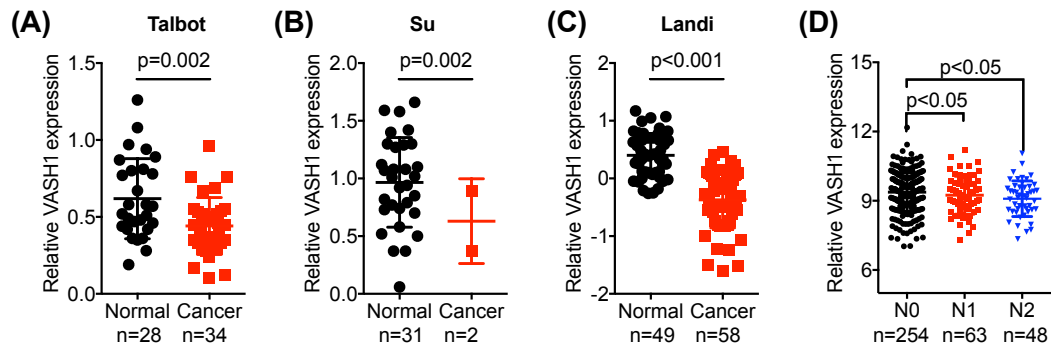 (A) Talbot
p=0.002
Relative VASH1 expression
1.5
1.0
0.5
0.0
Normal Cancer
n=28 n=34
(B) Su
p=0.002
Relative VASH1 expression
2.0
1.5
1.0
0.5
0.0
Normal Cancer
n=31 n=2
(C) Landi
p<0.001
Relative VASH1 expression
2
1
0
-1
-2
Normal Cancer
n=49 n=58
(D)
p<0.05
p<0.05
Relative VASH1 expression
15
12
9
6
N0 N1 N2
n=254 n=63 n=48